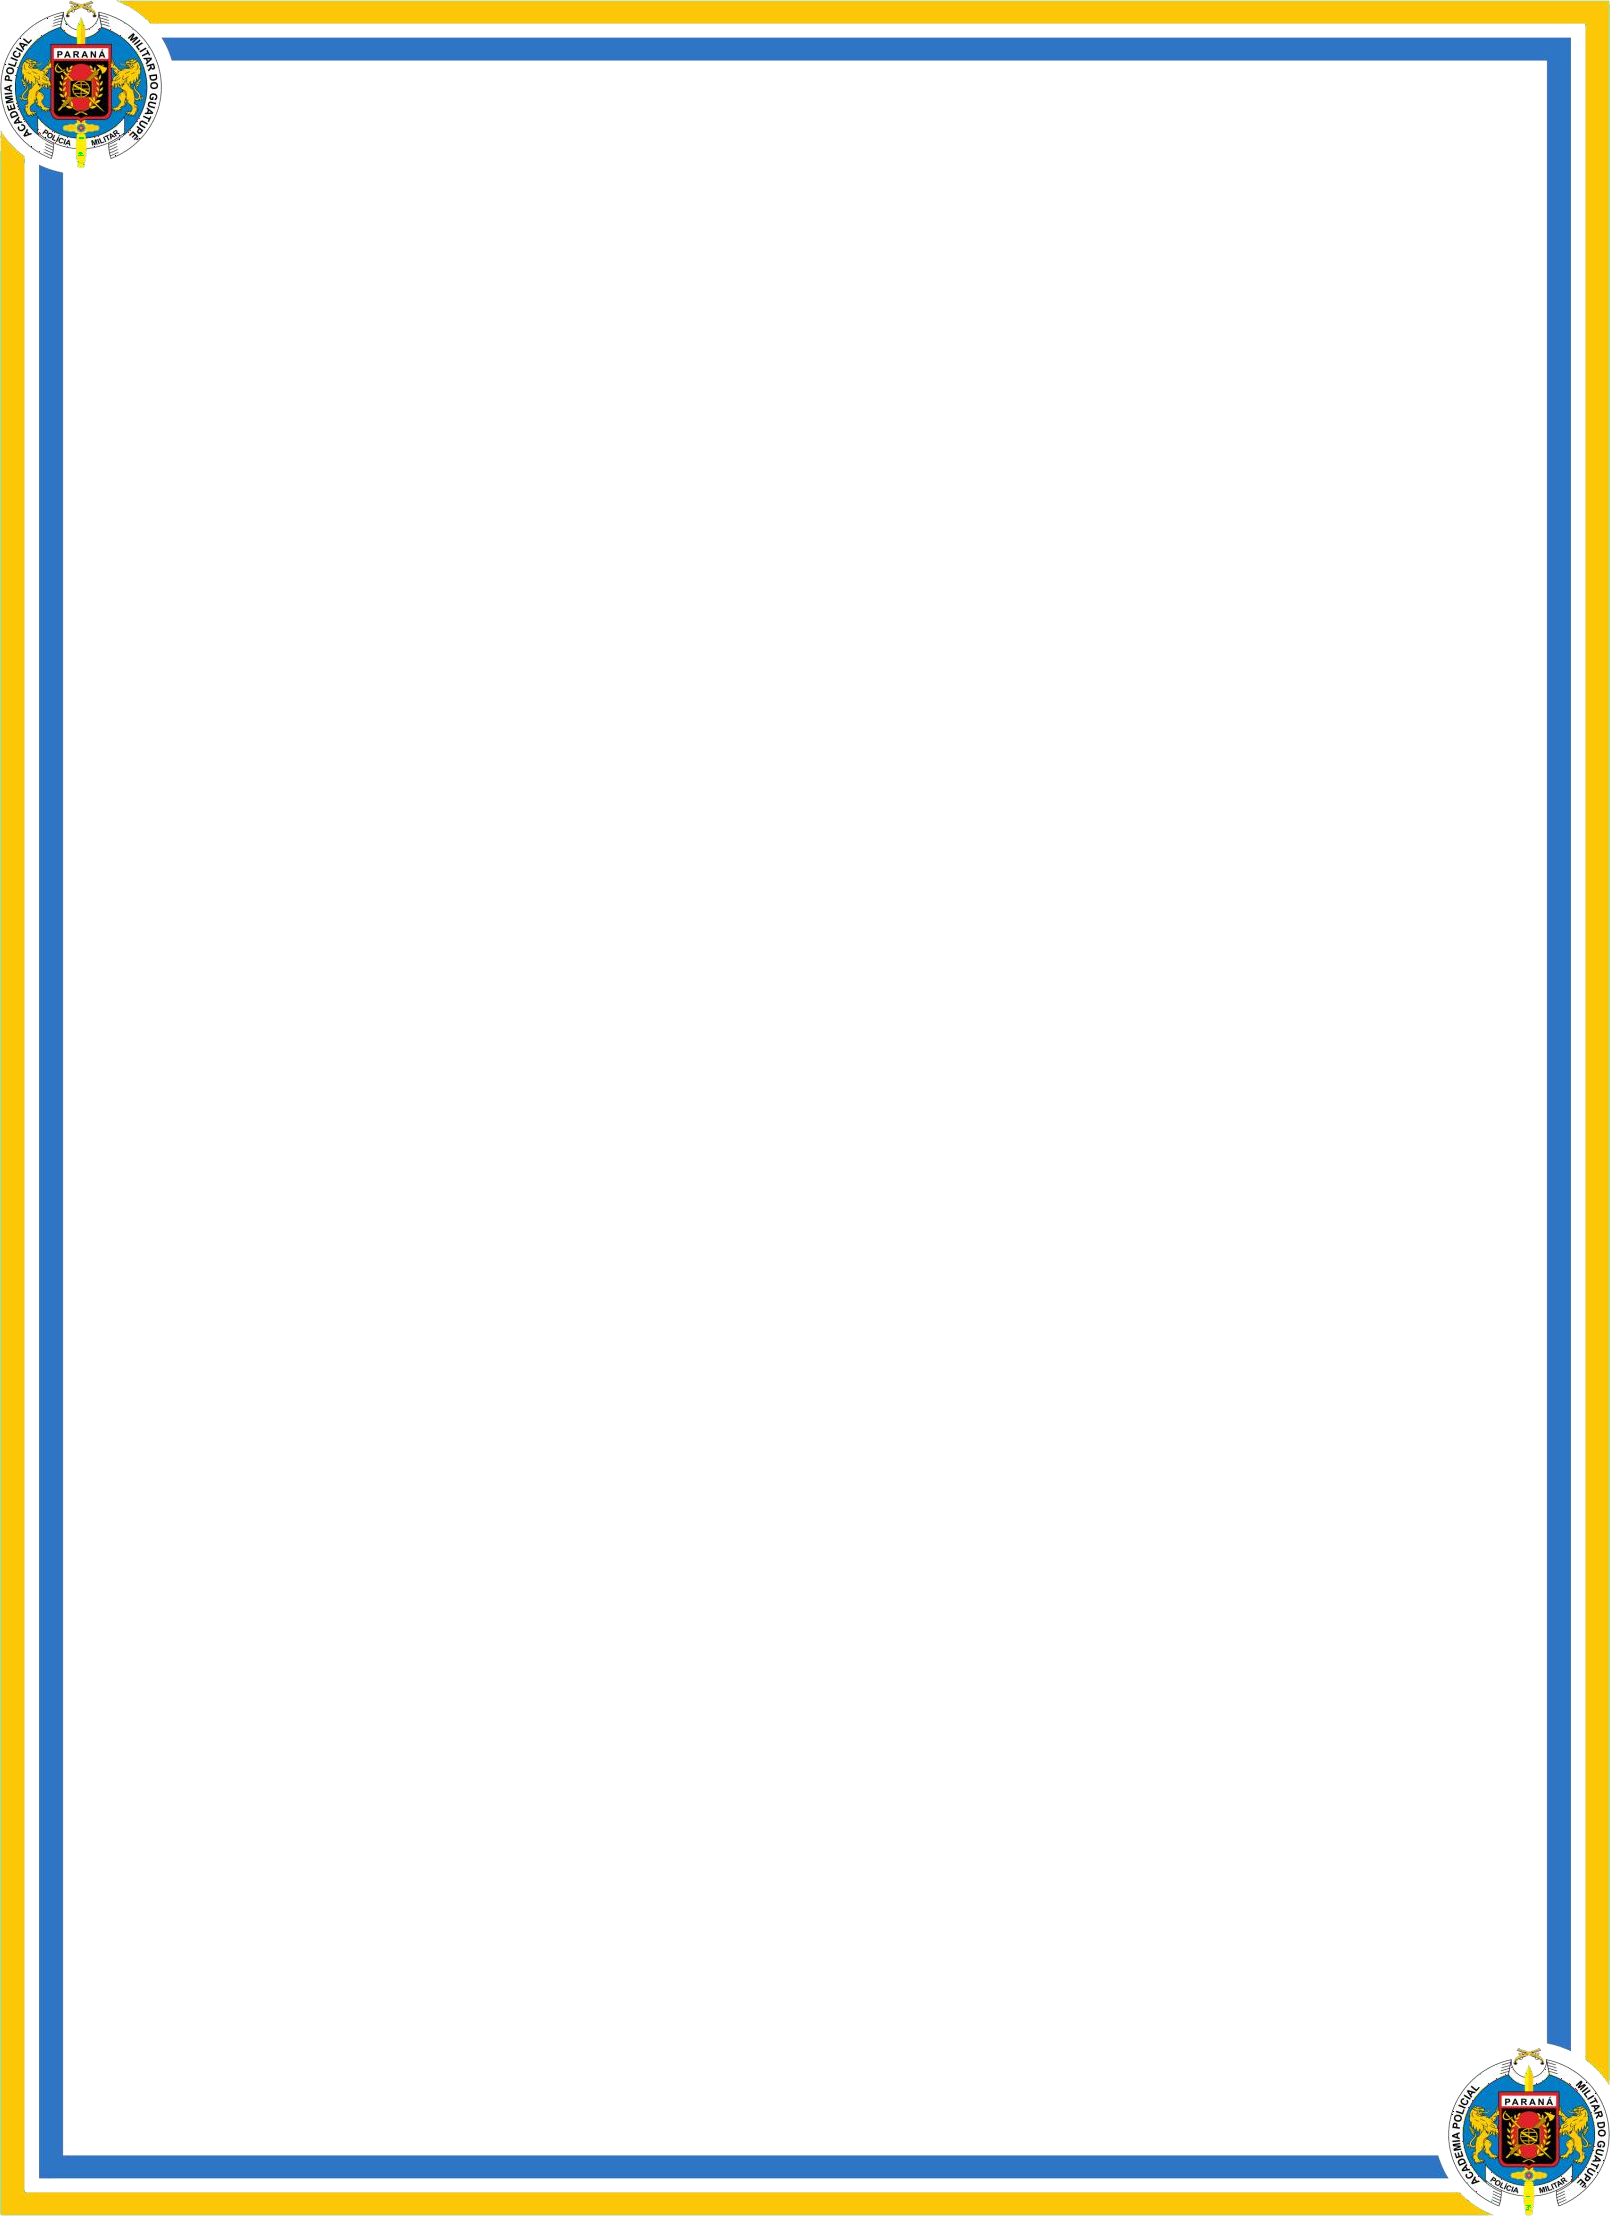 ACADEMIA POLICIAL MILITAR DO GUATUPÊ
PARANÁ
POLÍCIA MILITAR
ACADEMIA POLICIAL MILITAR DO GUATUPÊ
PARANÁ
POLÍCIA MILITAR